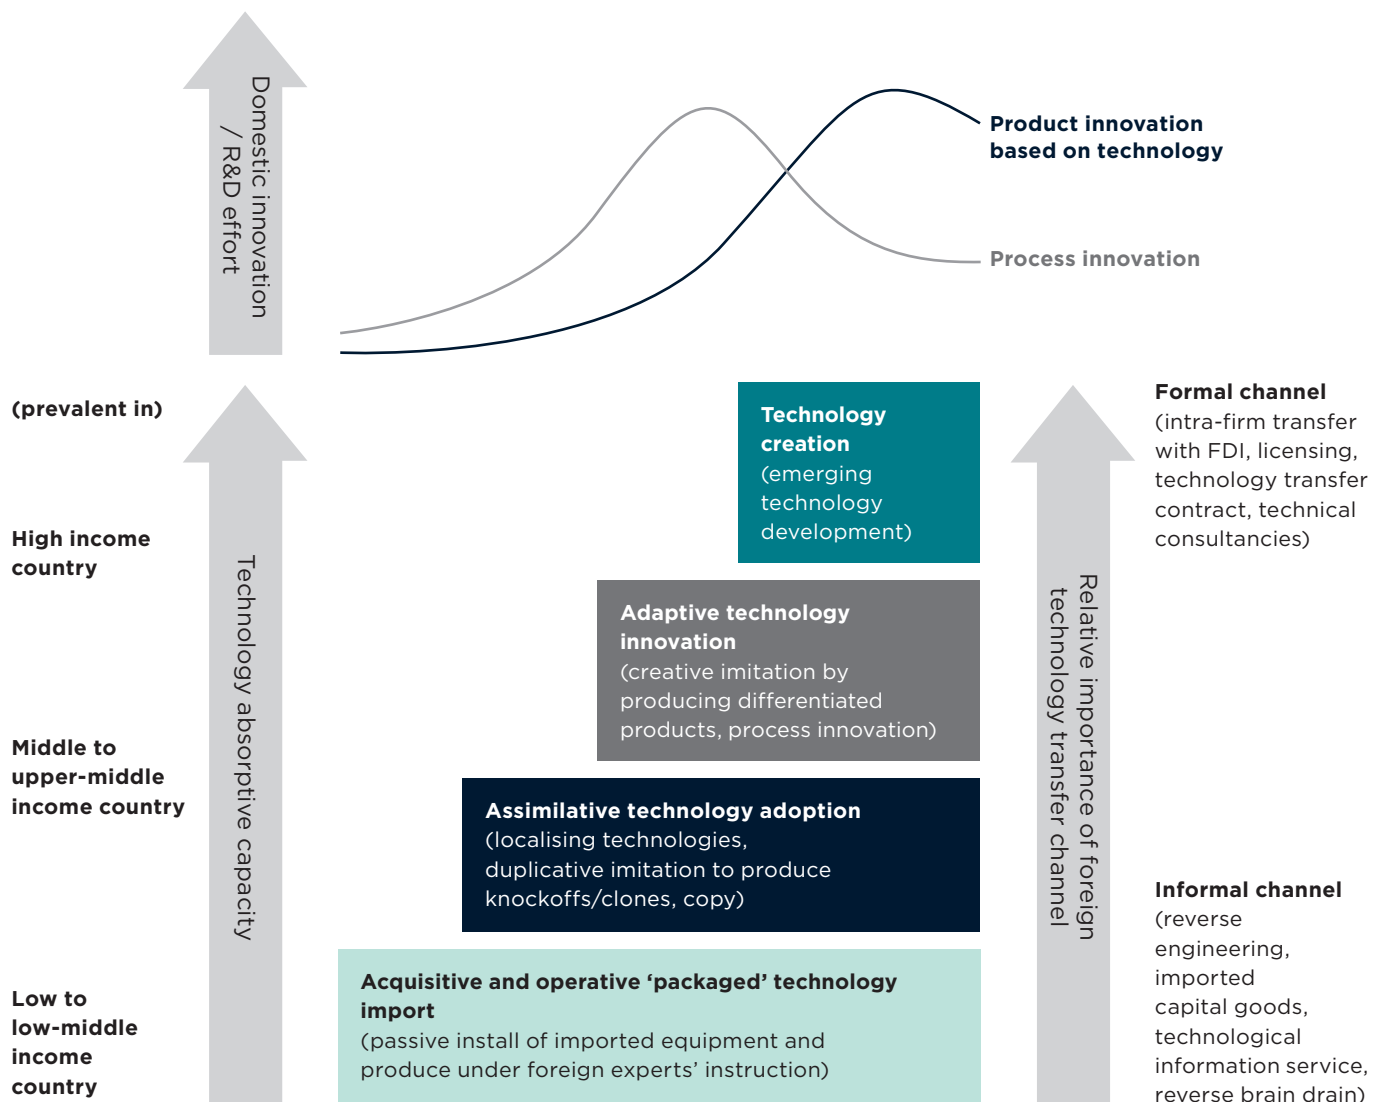 Domestic innovation
/ R&D effort
Product innovation
based on technology
Process innovation
(prevalent in)
High income
country
Middle to
upper-middle
income country
Low to
low-middle
income
country
Technology absorptive capacity
Technology
creation
(emerging
technology
development)
Adaptive technology
innovation
(creative imitation by
producing differentiated
products, process innovation)
Assimilative technology adoption
(localising technologies,
duplicative imitation to produce
knockoffs/clones, copy)
Acquisitive and operative ‘packaged’ technology
import
(passive install of imported equipment and
produce under foreign experts’ instruction)
Relative importance of foreign
technology transfer channel
Formal channel
(intra-firm transfer
with FDI, licensing,
technology transfer
contract, technical
consultancies)
Informal channel
(reverse
engineering,
imported
capital goods,
technological
information service,
reverse brain drain)